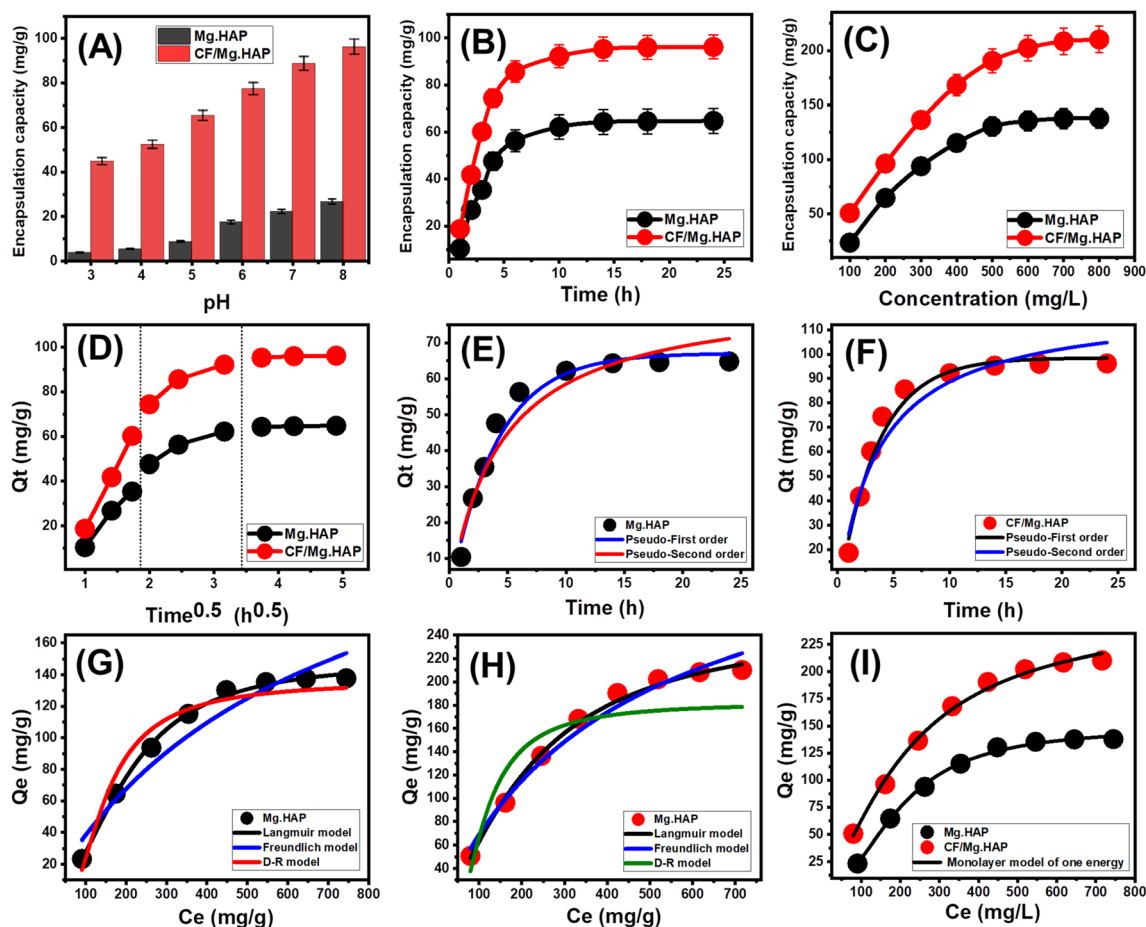 (A)
Mg.HAP
CF/Mg.HAP
Encapsulation capacity (mg/g)
100
80
60
40
20
0
3 4 5 6 7 8
pH
(B)
Encapsulation capacity (mg/g)
100
80
60
40
20
0 5 10 15 20 25
Mg.HAP
CF/Mg.HAP
Time (h)
(C)
Encapsulation capacity (mg/g)
200
150
100
50
100 200 300 400 500 600 700 800 900
Mg.HAP
CF/Mg.HAP
Concentration (mg/L)
(D)
Qt (mg/g)
100
80
60
40
20
1 2 3 4 5
Mg.HAP
CF/Mg.HAP
Time0.5 (h0.5)
(E)
Qt (mg/g)
70
60
50
40
30
20
10
0 5 10 15 20 25
Mg.HAP
Pseudo-First order
Pseudo-Second order
Time (h)
(F)
Qt (mg/g)
110
100
90
80
70
60
50
40
30
20
0 5 10 15 20 25
CF/Mg.HAP
Pseudo-First order
Pseudo-Second order
Time (h)
(G)
Qe (mg/g)
160
140
120
100
80
60
40
20
100 200 300 400 500 600 700 800
Mg.HAP
Langmuir model
Freundlich model
D-R model
Ce (mg/g)
(H)
Qe (mg/g)
240
220
200
180
160
140
120
100
80
60
40
100 200 300 400 500 600 700
Mg.HAP
Langmuir model
Freundlich model
D-R model
Ce (mg/g)
(I)
Qe (mg/g)
225
200
175
150
125
100
75
50
25
0 100 200 300 400 500 600 700 800
Mg.HAP
CF/Mg.HAP
Monolayer model of one energy
Ce (mg/L)